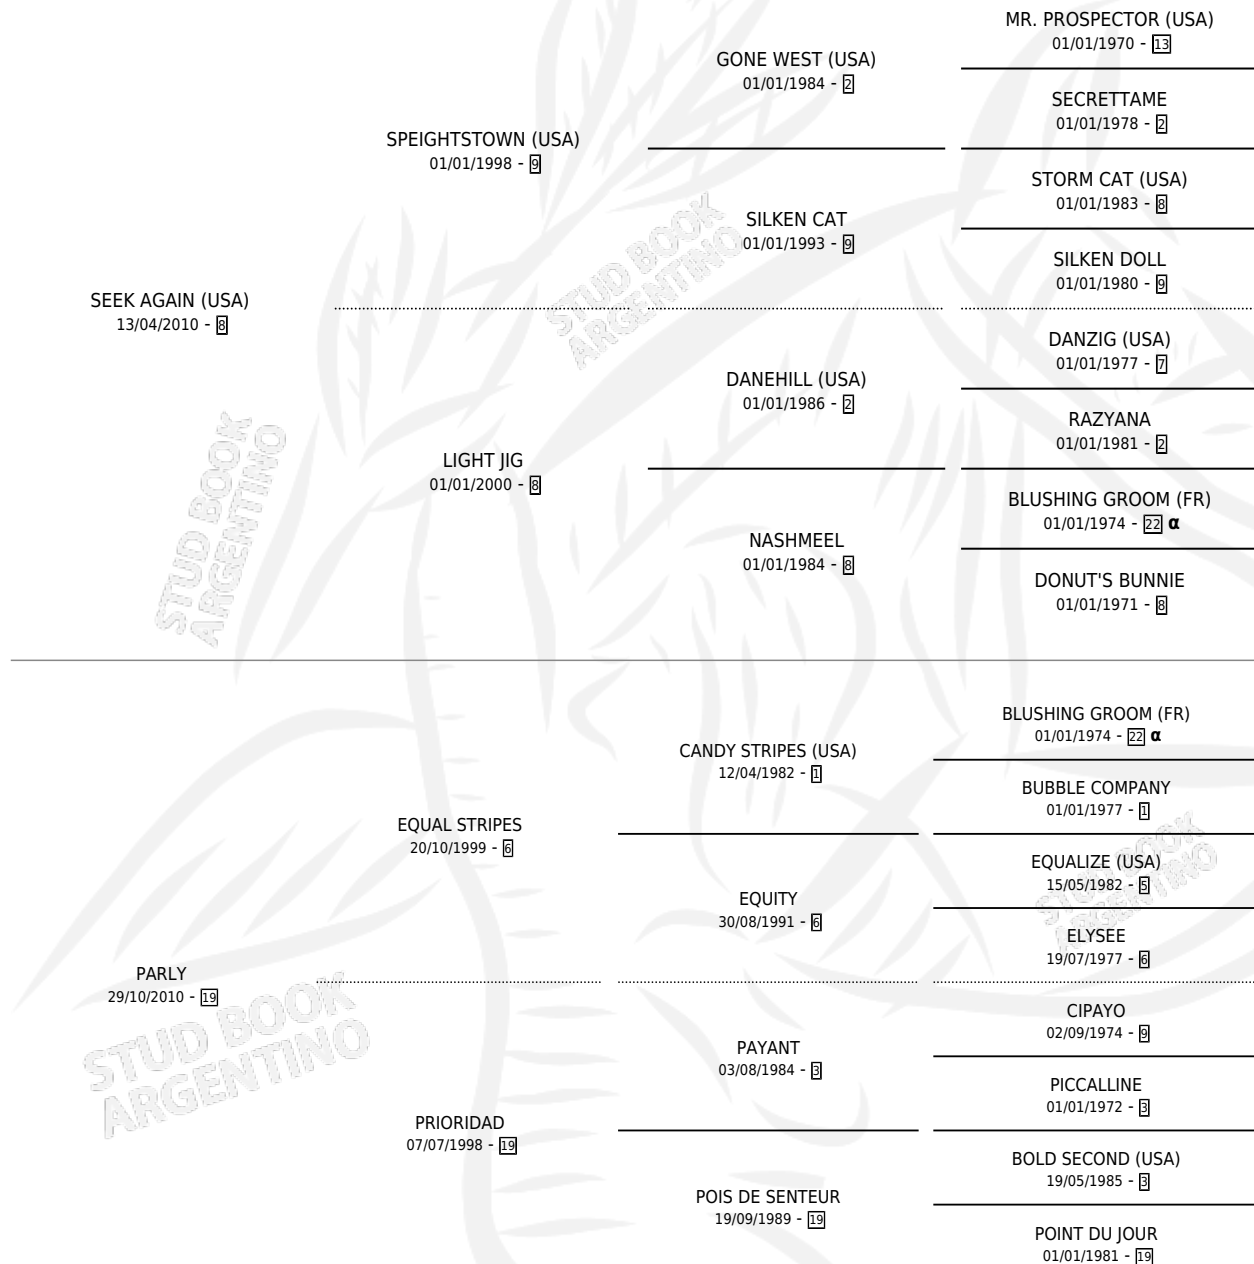 MR. PROSPECTOR (USA)
01/01/1970 - 13
GONE WEST (USA)
01/01/1984 - 2
SECRETTAME
01/01/1978 - 2
SPEIGHTSTOWN (USA)
01/01/1998 - 9
STORM CAT (USA)
01/01/1983 - 8
SILKEN CAT
01/01/1993 - 9
SILKEN DOLL
01/01/1980 - 9
STUD BOOK
ARGENTINO
SEEK AGAIN (USA)
13/04/2010 - 8
DANZIG (USA)
01/01/1977 - 7
DANEHILL (USA)
01/01/1986 - 2
RAZYANA
01/01/1981 - 2
LIGHT JIG
01/01/2000 - 8
BLUSHING GROOM (FR)
01/01/1974 - 22 α
NASHMEEL
01/01/1984 - 8
DONUT'S BUNNIE
01/01/1971 - 8
STUD BOOK
ARGENTINO
BLUSHING GROOM (FR)
01/01/1974 - 22 α
CANDY STRIPES (USA)
12/04/1982 - 1
BUBBLE COMPANY
01/01/1977 - 1
EQUAL STRIPES
20/10/1999 - 6
EQUALIZE (USA)
15/05/1982 - 5
EQUITY
30/08/1991 - 6
ELYSEE
19/07/1977 - 6
STUD BOOK
ARGENTINO
PARLY
29/10/2010 - 19
CIPAYO
02/09/1974 - 9
PAYANT
03/08/1984 - 3
PICCALLINE
01/01/1972 - 3
STUD BOOK
ARGENTINO
PRIORIDAD
07/07/1998 - 19
BOLD SECOND (USA)
19/05/1985 - 3
POIS DE SENTEUR
19/09/1989 - 19
POINT DU JOUR
01/01/1981 - 19